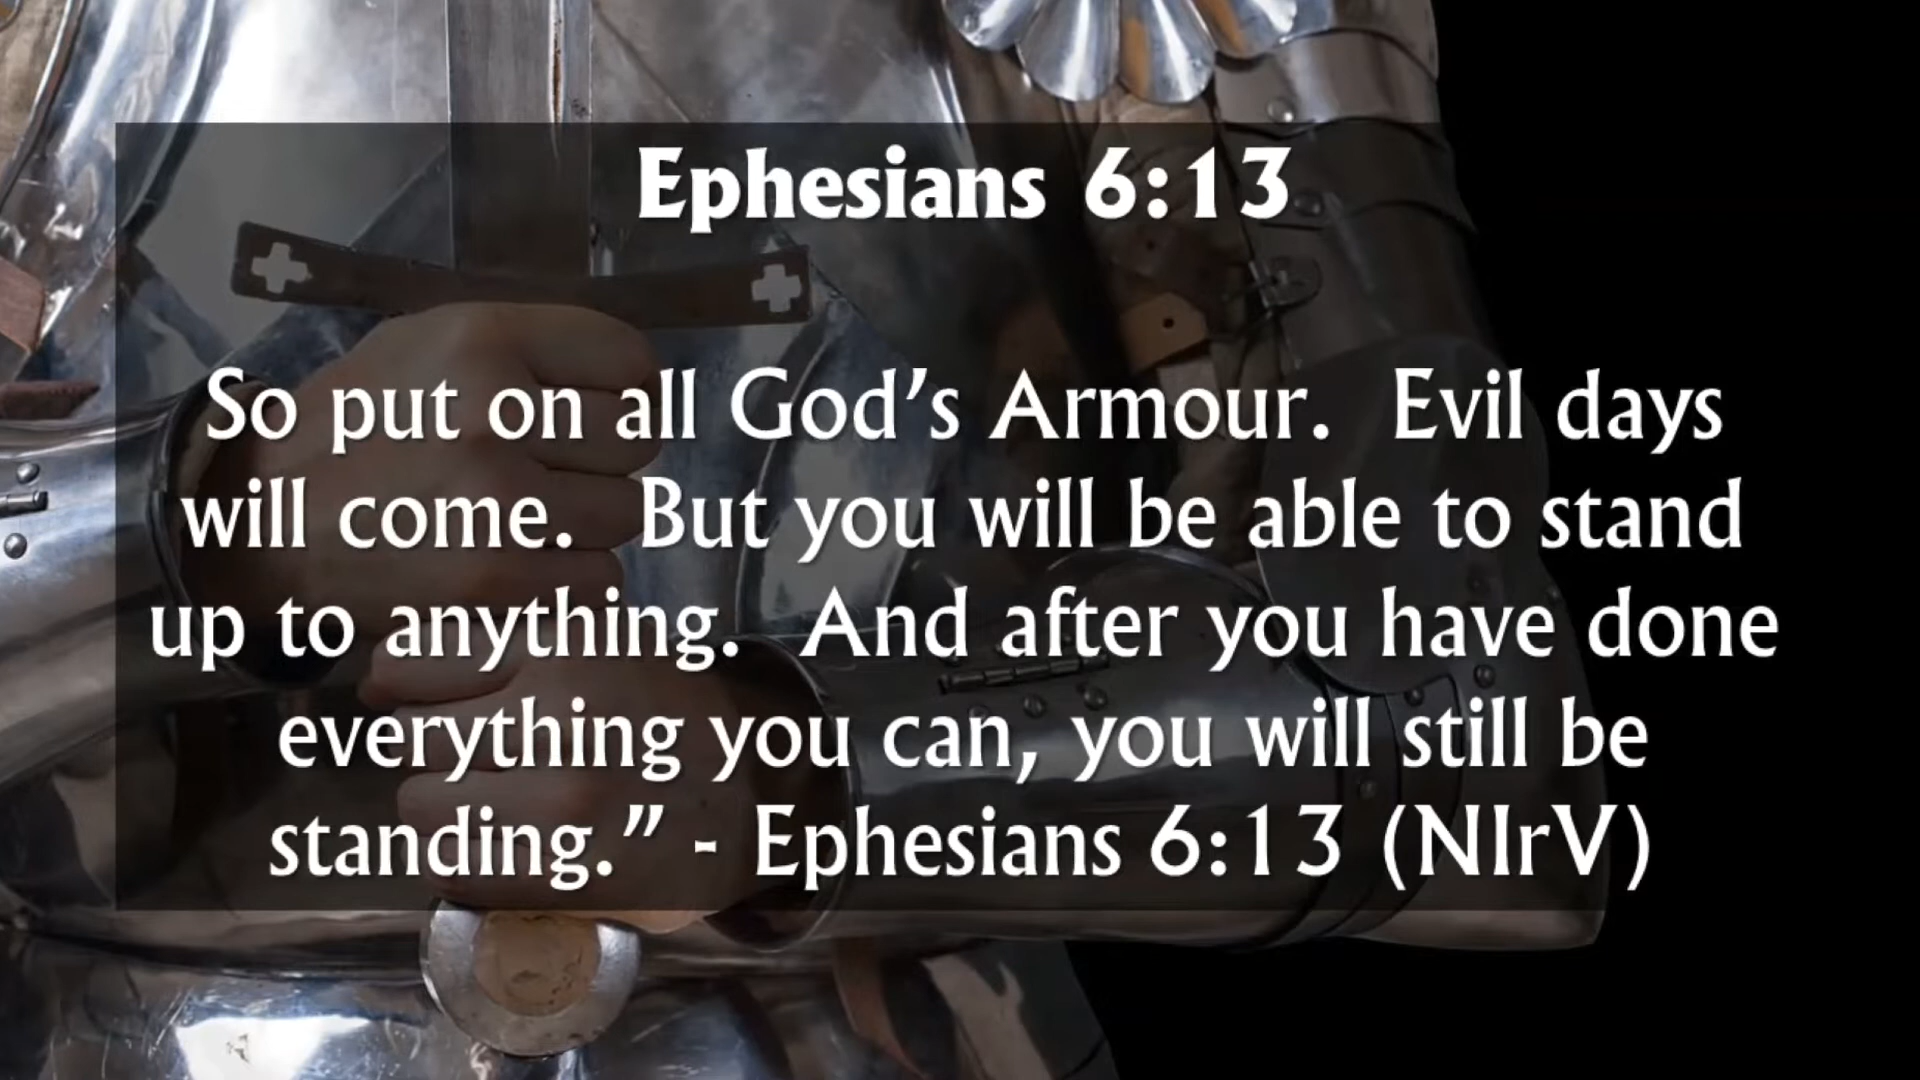 Ephesians 6:13
So put on all God’s Armour.  Evil days
will come.  But you will be able to stand
up to anything.  And after you have done
everything you can, you will still be
standing.” - Ephesians 6:13 (NIrV)